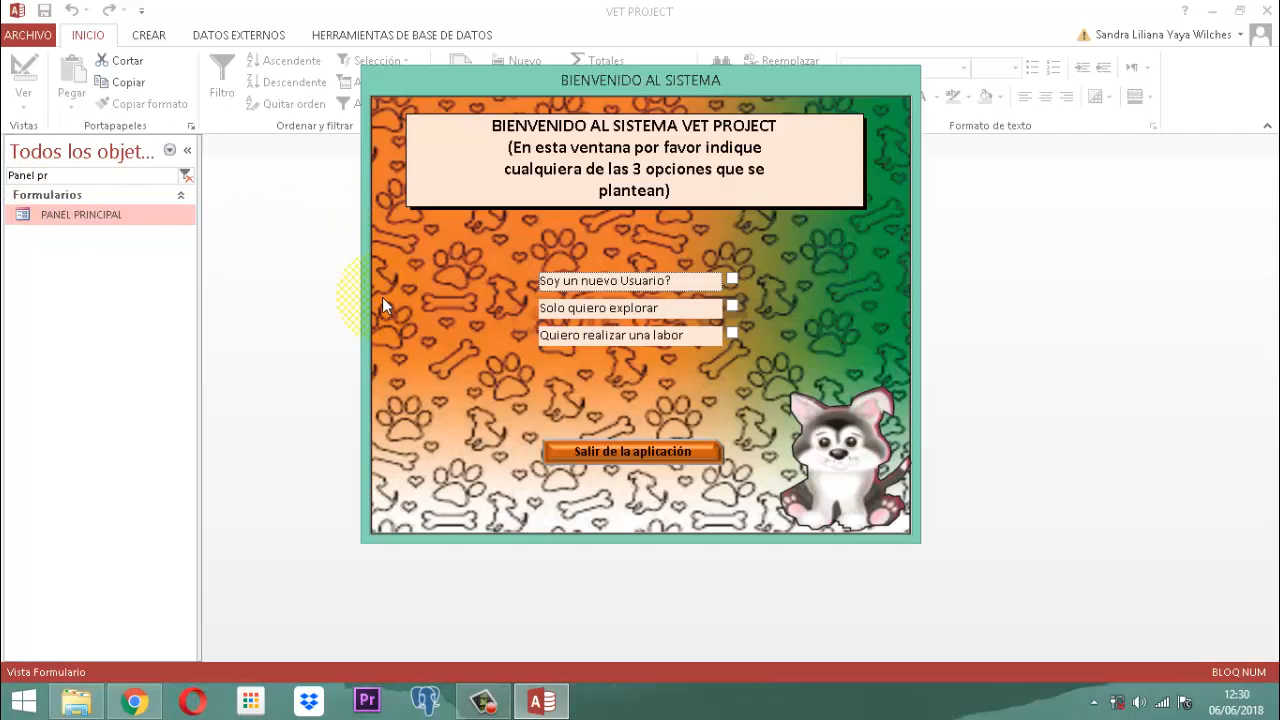 VET PROJECT
ARCHIVO INICIO CREAR DATOS EXTERNOS HERRAMIENTAS DE BASE DE DATOS Sandra Liliana Yaya Wilches
Ver
Vistas
Pegar
Cortar
Copiar
Copiar formato
Portapapeles
Filtro
Ascendente
Descendente
Quitar or
Selección
Ordenar y filtrar
Nuevo
Totales
Reemplazar
Formato de texto
Todos los objet...
Panel pr
Formularios
PANEL PRINCIPAL
BIENVENIDO AL SISTEMA
BIENVENIDO AL SISTEMA VET PROJECT
(En esta ventana por favor indique
cualquiera de las 3 opciones que se
plantean)
Soy un nuevo Usuario?
Solo quiero explorar
Quiero realizar una labor
Salir de la aplicación
Vista Formulario
BLOQ NUM
Pr
12:30
06/06/2018